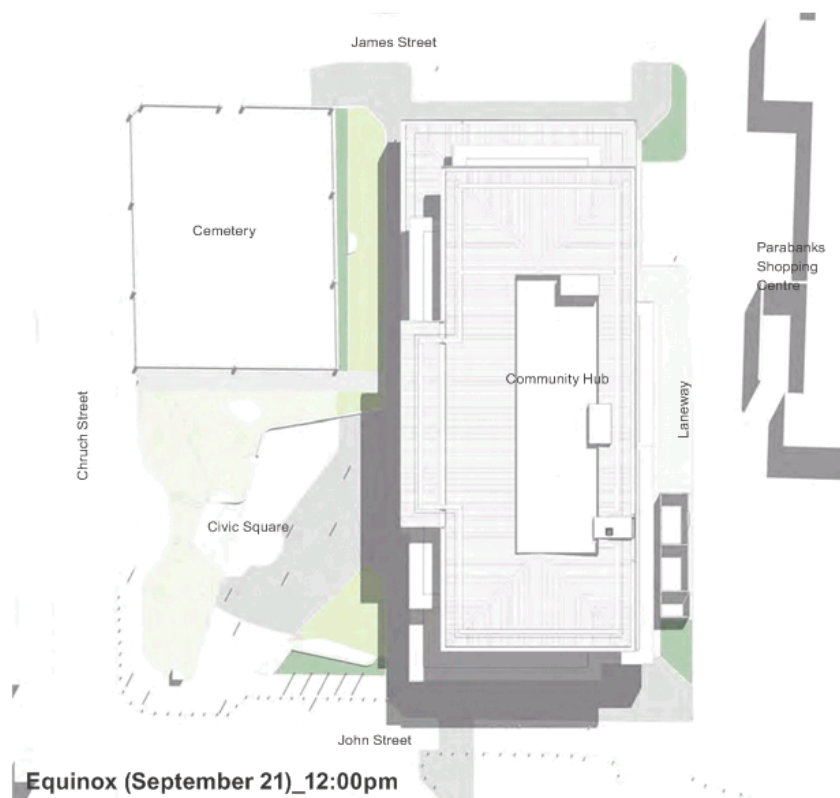 James Street
Cemetery
Parabanks
Shopping
Centre
Community Hub
Laneway
Chruch Street
Civic Square
John Street
Equinox (September 21)_12:00pm